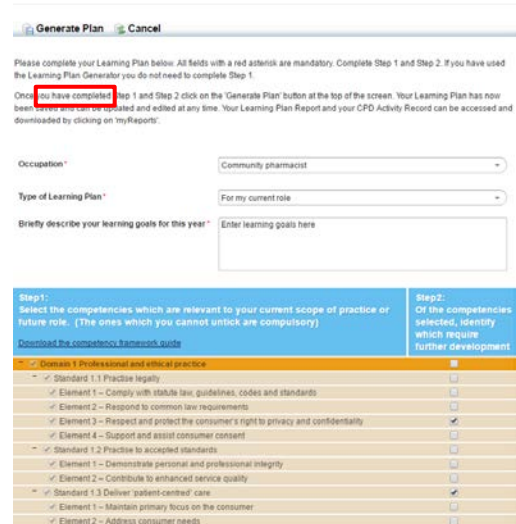 Generate Plan Cancel
Please complete your Learning Plan below. All fields with a red asterisk are mandatory. Complete Step 1 and Step 2. If you have used
the Learning Plan Generator you do not need to complete Step 1.
Once you have completed Step 1 and Step 2 click on the 'Generate Plan' button at the top of the screen. Your Learning Plan has now
been saved and can be updated and edited at any time. Your Learning Plan Report and your CPD Activity Record can be accessed and
downloaded by clicking on 'myReports'.
Occupation* Community pharmacist
Type of Learning Plan* For my current role
Briefly describe your learning goals for this year* Enter learning goals here
Step1:
Select the competencies which are relevant to your current scope of practice or
future role. (The ones which you cannot untick are compulsory)
Download the competency framework guide
Step2:
Of the competencies
selected, identify
which require
further development
Domain 1 Professional and ethical practice
Standard 1.1 Practise legally
Element 1 – Comply with statute law, guidelines, codes and standards
Element 2 – Respond to common law requirements
Element 3 – Respect and protect the consumer's right to privacy and confidentiality
Element 4 – Support and assist consumer consent
Standard 1.2 Practise to accepted standards
Element 1 – Demonstrate personal and professional integrity
Element 2 – Contribute to enhanced service quality
Standard 1.3 Deliver 'patient-centred' care
Element 1 – Maintain primary focus on the consumer
Element 2 – Address consumer needs